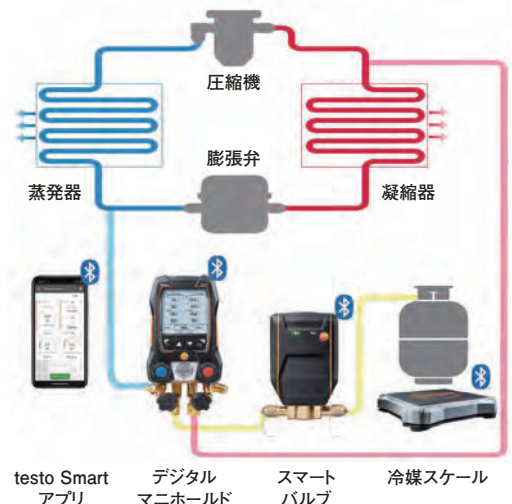 圧縮機
膨張弁
蒸発器
凝縮器
testo Smart
アプリ
デジタル
マニホールド
スマート
バルブ
冷媒スケール